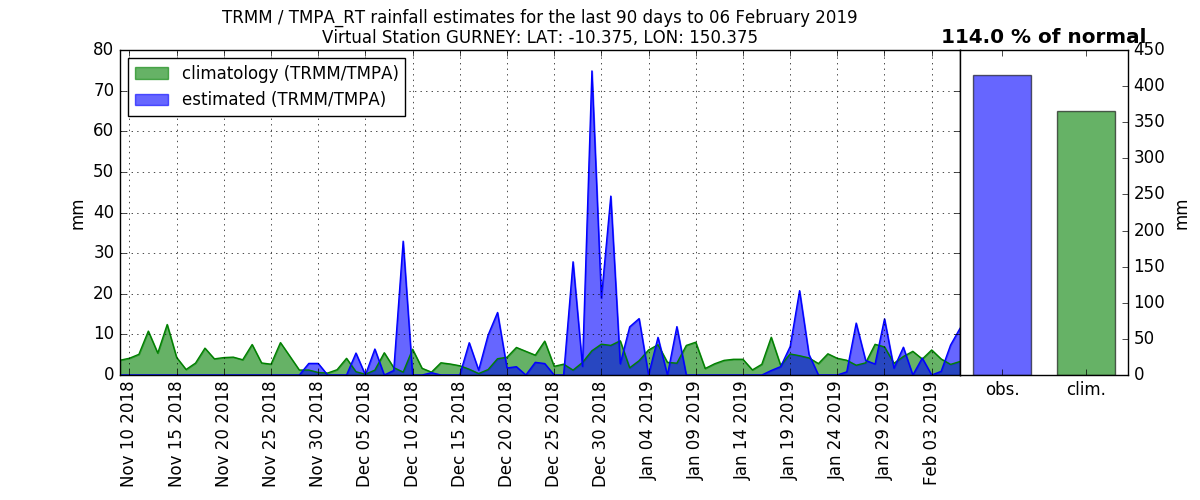 TRMM / TMPA_RT rainfall estimates for the last 90 days to 06 February 2019
Virtual Station GURNEY: LAT: -10.375, LON: 150.375
114.0 % of normal
climatology (TRMM/TMPA)
estimated (TRMM/TMPA)
80
70
60
50
40
30
20
10
0
mm
Nov 10 2018
Nov 15 2018
Nov 20 2018
Nov 25 2018
Nov 30 2018
Dec 05 2018
Dec 10 2018
Dec 15 2018
Dec 20 2018
Dec 25 2018
Dec 30 2018
Jan 04 2019
Jan 09 2019
Jan 14 2019
Jan 19 2019
Jan 24 2019
Jan 29 2019
Feb 03 2019
450
400
350
300
250
200
150
100
50
0
mm
obs.
clim.